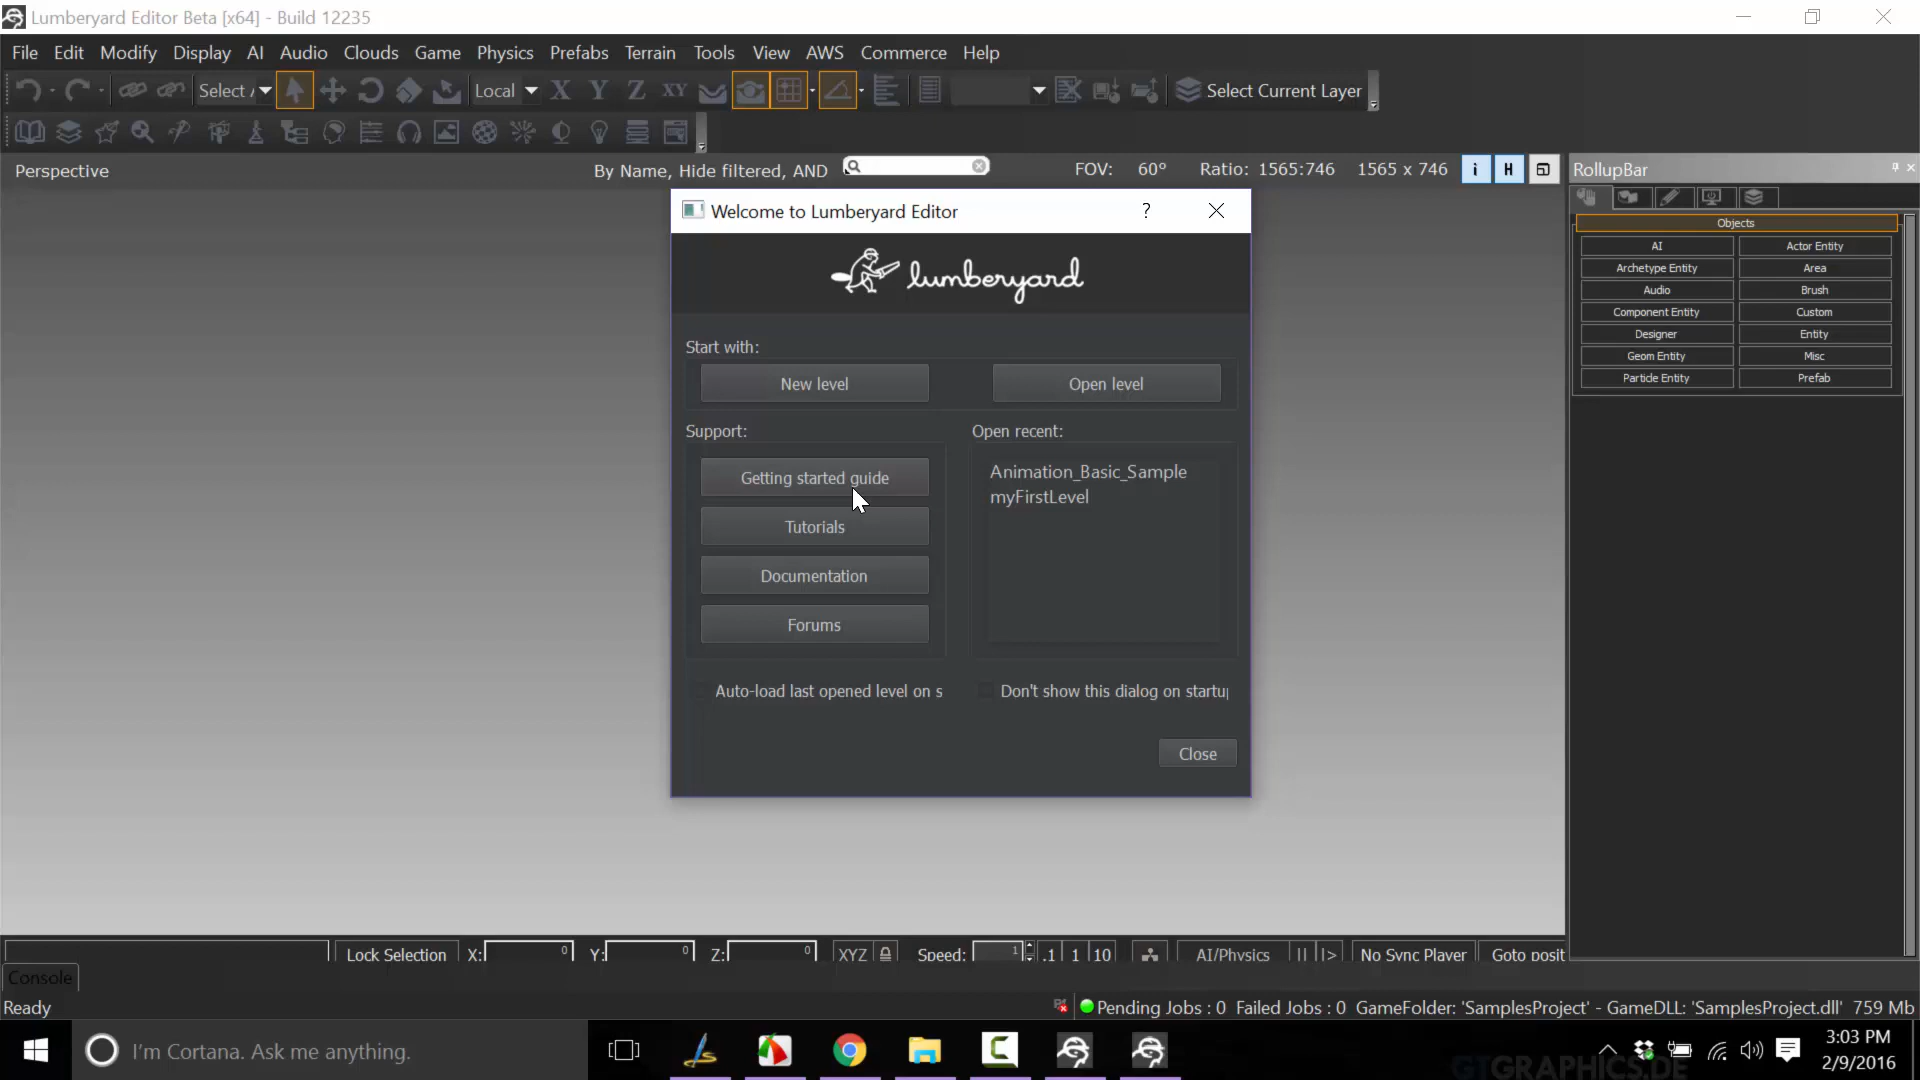 Lumberyard Editor Beta [x64] - Build 12235
File Edit Modify Display AI Audio Clouds Game Physics Prefabs Terrain Tools View AWS Commerce Help
Select Local X Y Z XY Select Current Layer
Perspective By Name, Hide filtered, AND FOV: 60° Ratio: 1565:746 1565 x 746 i H
RollupBar
Objects
AI Actor Entity
Archetype Entity Area
Audio Brush
Component Entity Custom
Designer Entity
Geom Entity Misc
Particle Entity Prefab
Welcome to Lumberyard Editor ?
lumberyard
Start with:
New level Open level
Support: Open recent:
Getting started guide
Tutorials
Documentation
Forums
Animation_Basic_Sample
myFirstLevel
Auto-load last opened level on s Don't show this dialog on startu
Close
Lock Selection X: 0 Y: 0 Z: 0 XYZ Speed: 1 .1 1 10 AI/Physics No Sync Player Goto posit
Console
Ready Pending Jobs : 0 Failed Jobs : 0 GameFolder: 'SamplesProject' - GameDLL: 'SamplesProject.dll' 759 Mb
I'm Cortana. Ask me anything.
3:03 PM
2/9/2016
GTGRAPHICS.DE